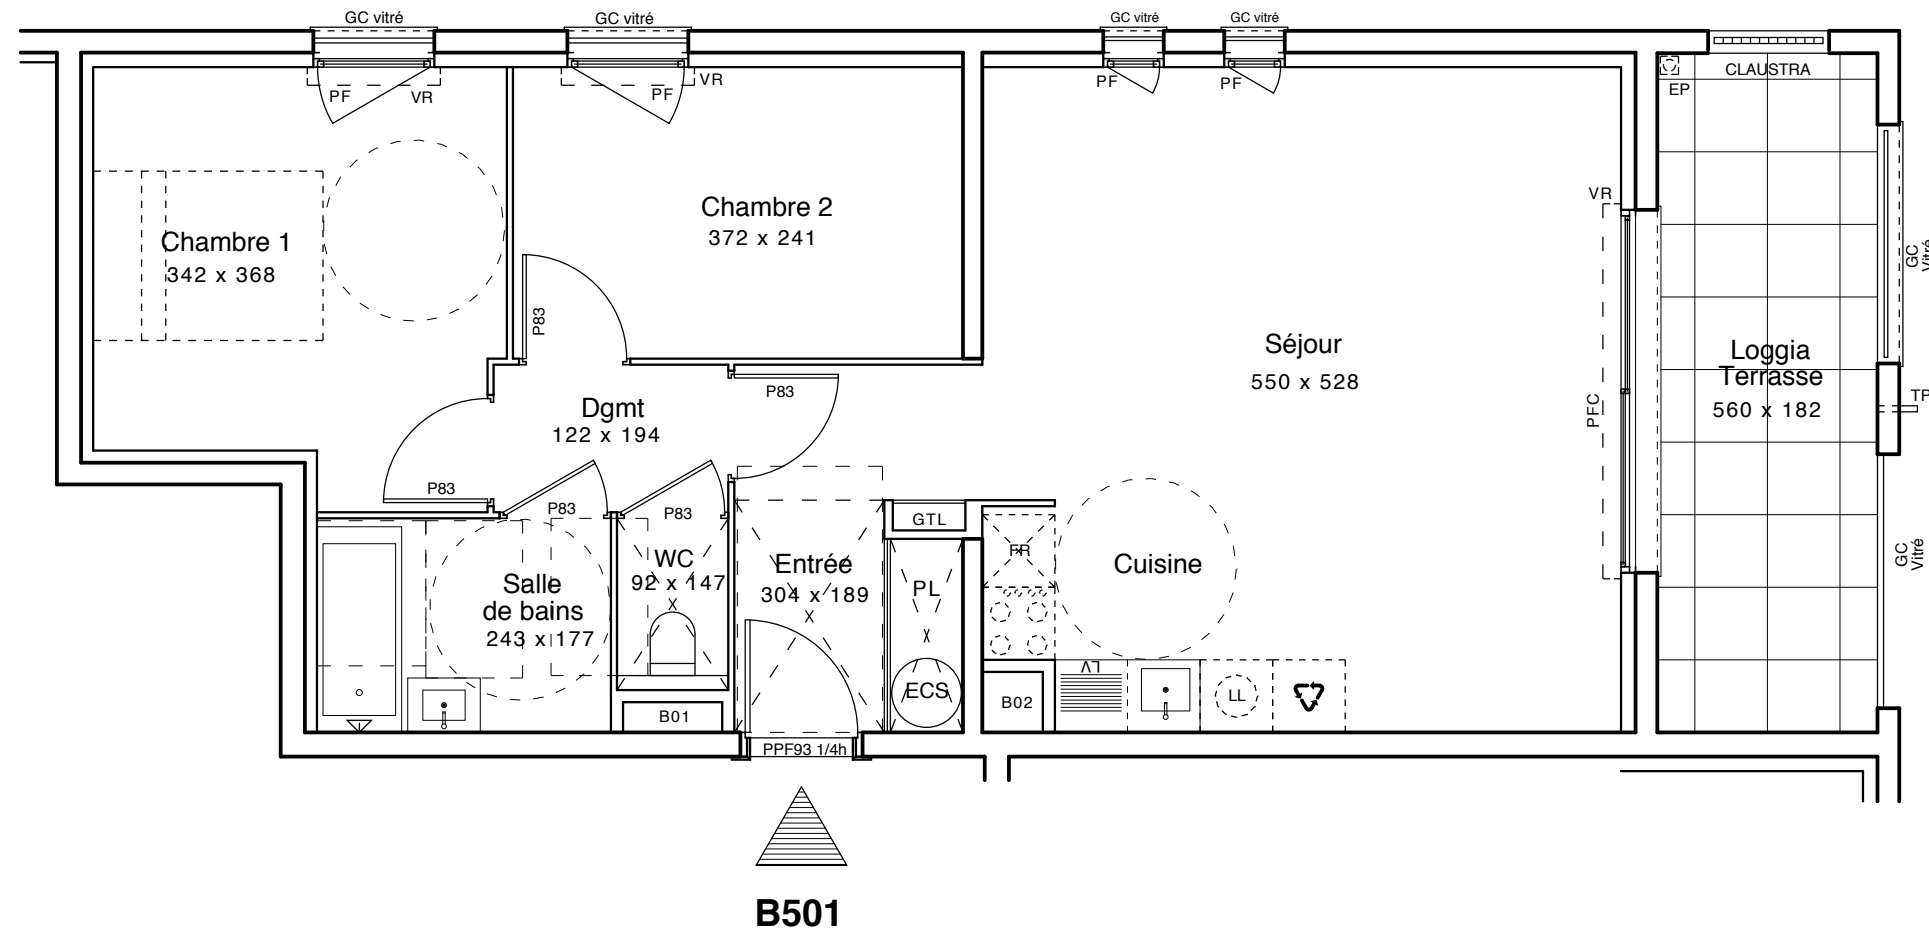 GC vitré
GC vitré
GC vitré
GC vitré
PF
VR
PF
VR
PF
PF
CLAUSTRA
EP
VR
Chambre 1
342 x 368
Chambre 2
372 x 241
P83
Séjour
550 x 528
Loggia
Terrasse
560 x 182
GC
Vitré
TP
PFC
P83
Dgmt
122 x 194
P83
P83
P83
GTL
FR
Cuisine
GC
Vitré
Salle
de bains
243 x 177
WC
92 x 147
Entrée
304 x 189
PL
ECS
B01
B02
LV
LL
PPF93 1/4h
B501